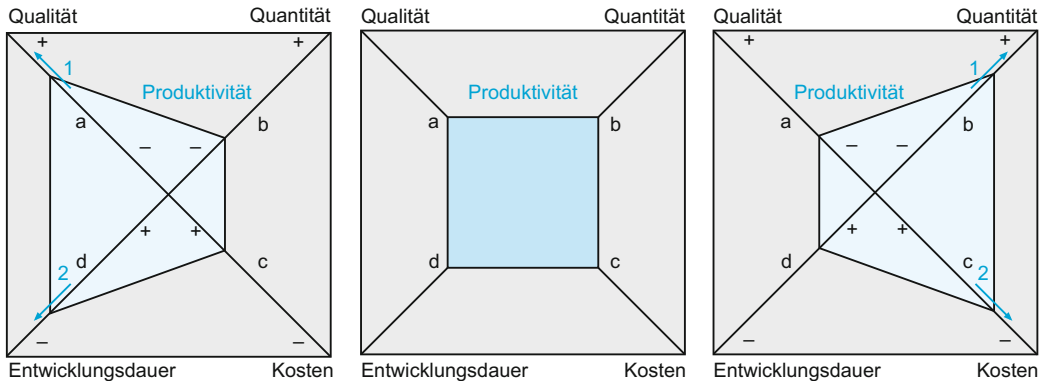 Qualität Quantität
+ +
1
Produktivität
a b
– –
+ +
d c
2
– –
Entwicklungsdauer Kosten
Qualität Quantität
Produktivität
a b
d c
Entwicklungsdauer Kosten
Qualität Quantität
+ +
1
Produktivität
a b
– –
+ +
d c
2
– –
Entwicklungsdauer Kosten